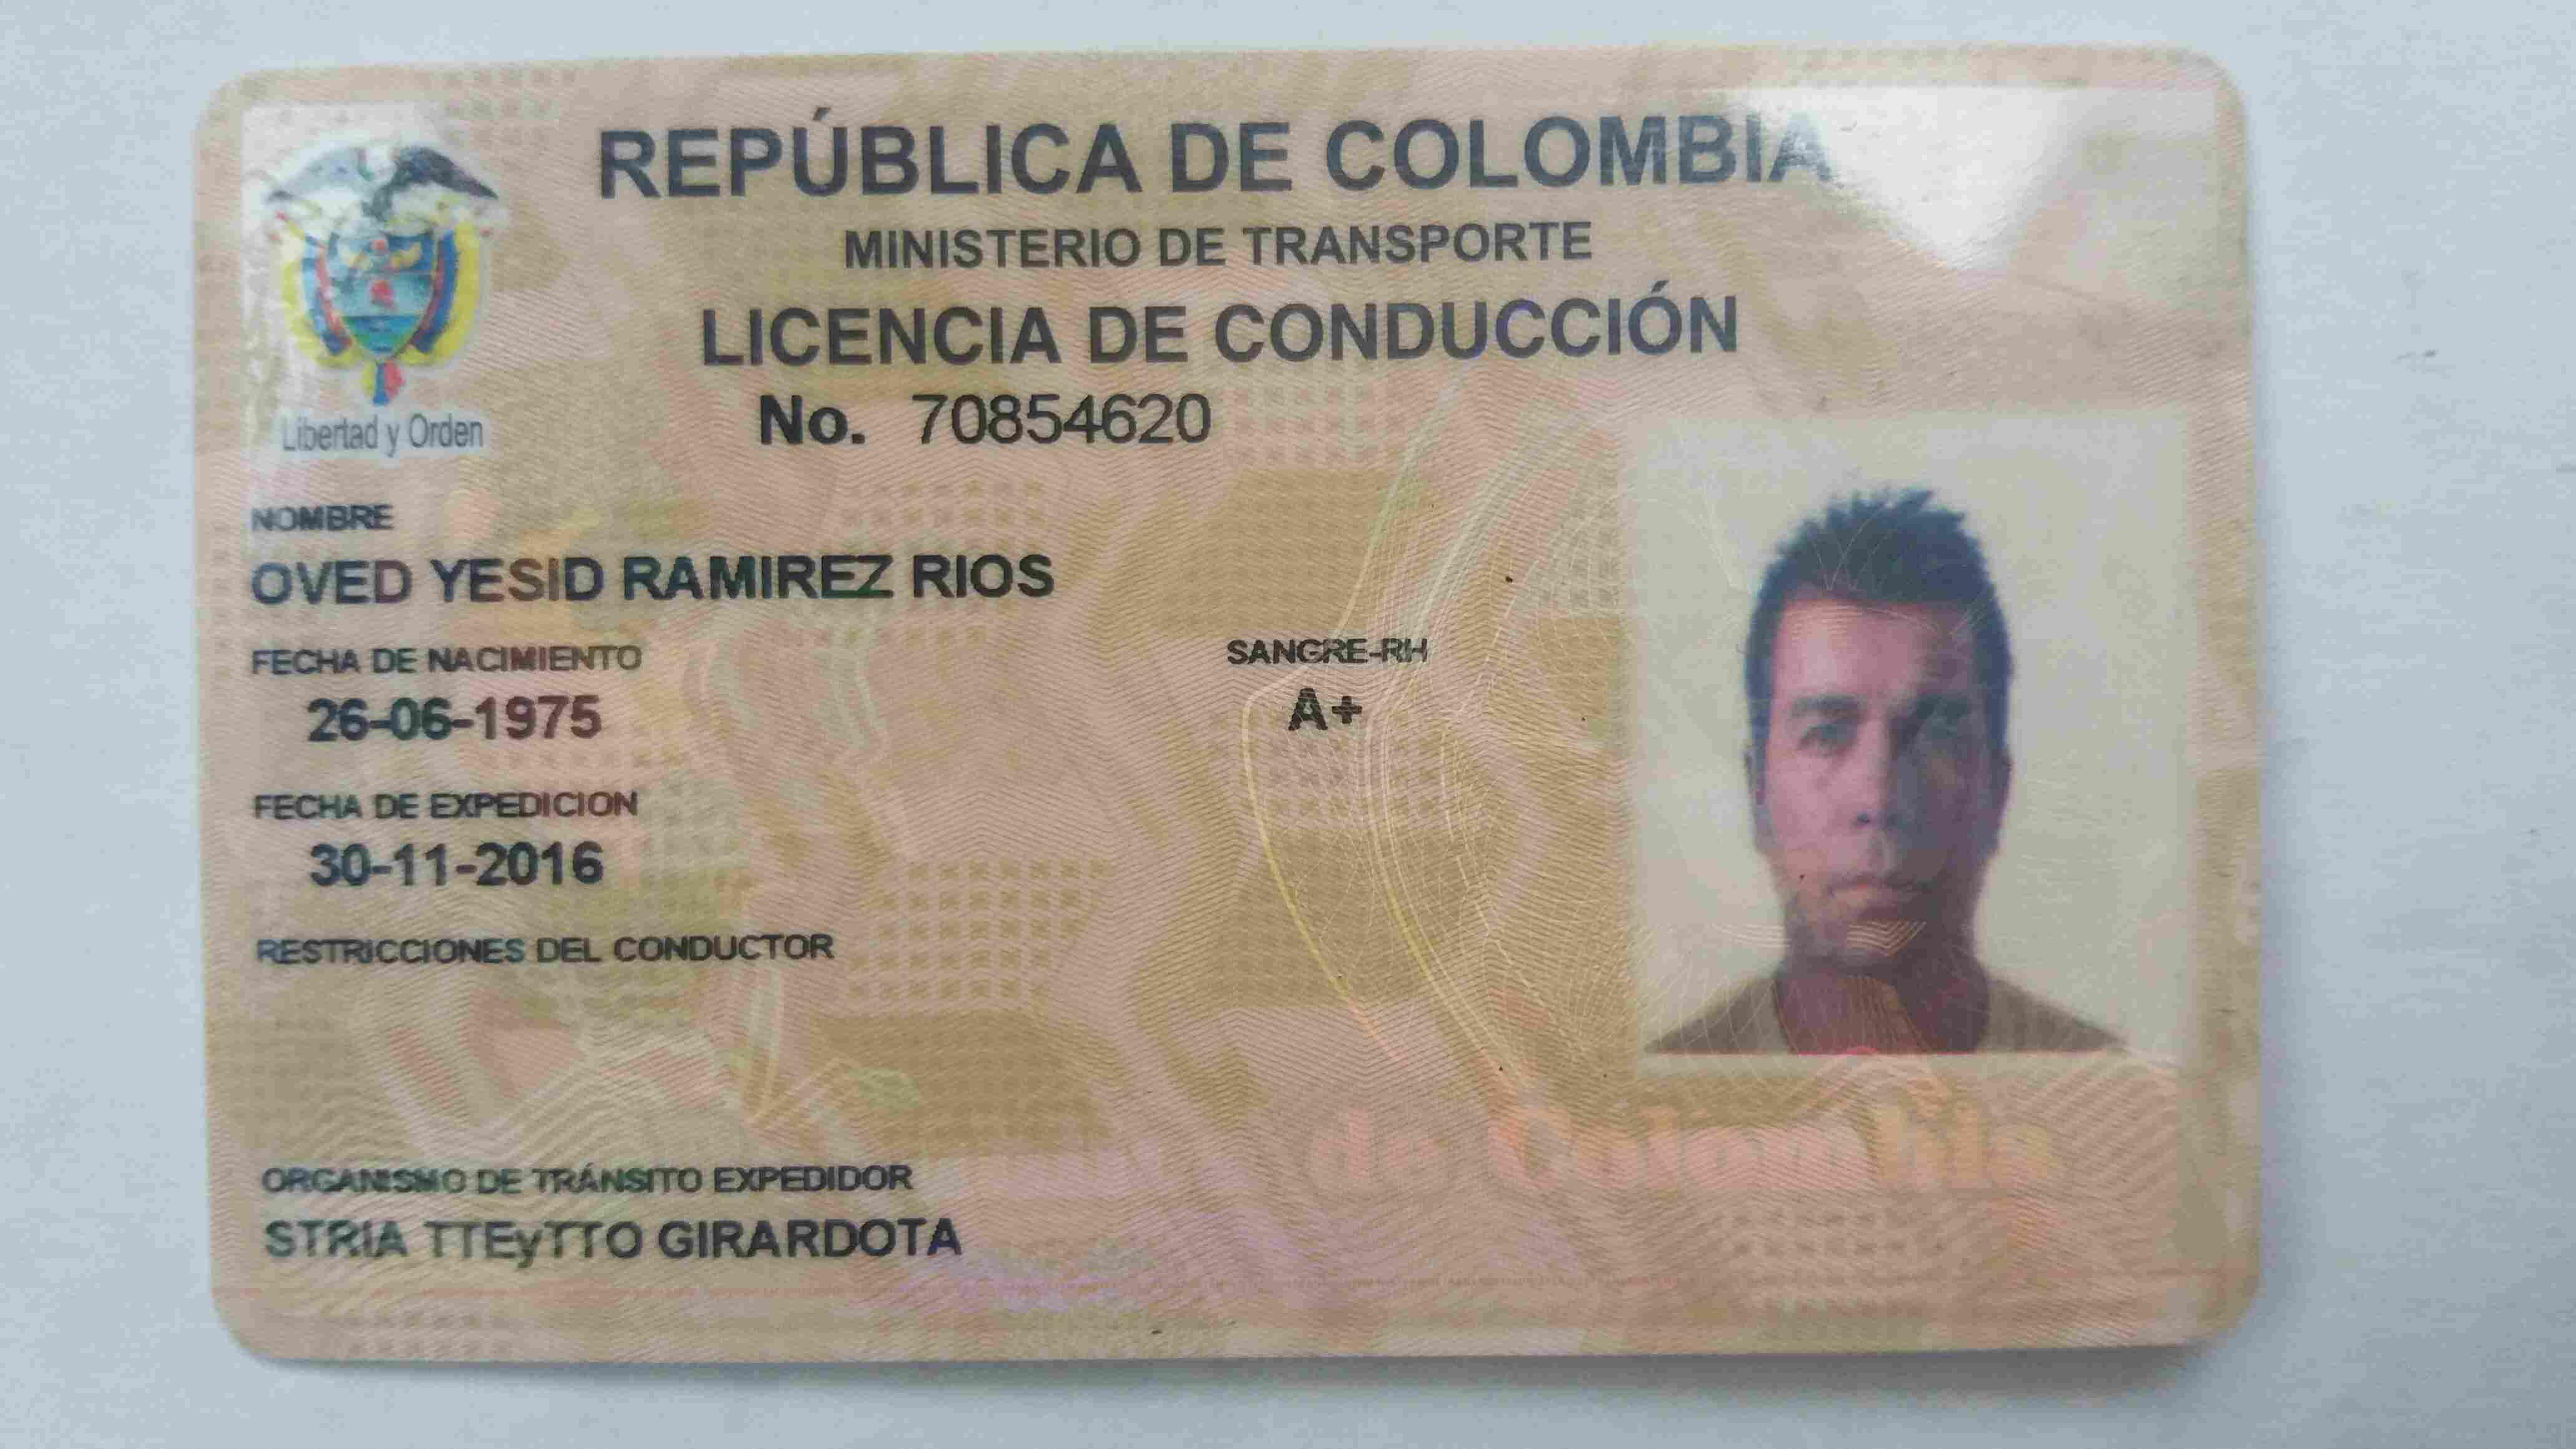 REPÚBLICA DE COLOMBIA
MINISTERIO DE TRANSPORTE
LICENCIA DE CONDUCCIÓN
No. 70854620
Libertad y Orden
NOMBRE
OVED YESID RAMIREZ RIOS
FECHA DE NACIMIENTO
26-06-1975
SANGRE-RH
A+
FECHA DE EXPEDICION
30-11-2016
RESTRICCIONES DEL CONDUCTOR
de Colombia
ORGANISMO DE TRÁNSITO EXPEDIDOR
STRIA TTEyTTO GIRARDOTA